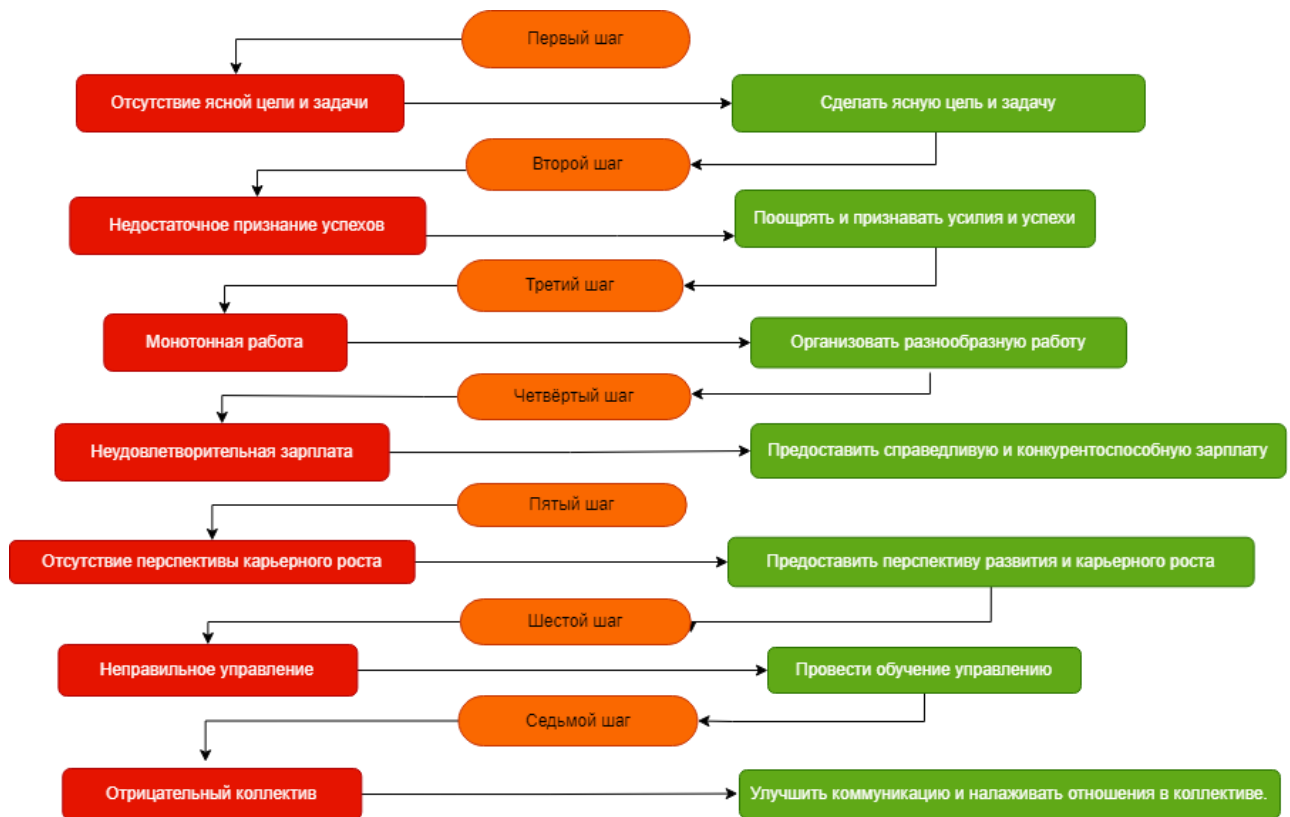 Первый шаг
Отсутствие ясной цели и задачи
Сделать ясную цель и задачу
Второй шаг
Недостаточное признание успехов
Поощрять и признавать усилия и успехи
Третий шаг
Монотонная работа
Организовать разнообразную работу
Четвёртый шаг
Неудовлетворительная зарплата
Предоставить справедливую и конкурентоспособную зарплату
Пятый шаг
Отсутствие перспективы карьерного роста
Предоставить перспективу развития и карьерного роста
Шестой шаг
Неправильное управление
Провести обучение управлению
Седьмой шаг
Отрицательный коллектив
Улучшить коммуникацию и налаживать отношения в коллективе.